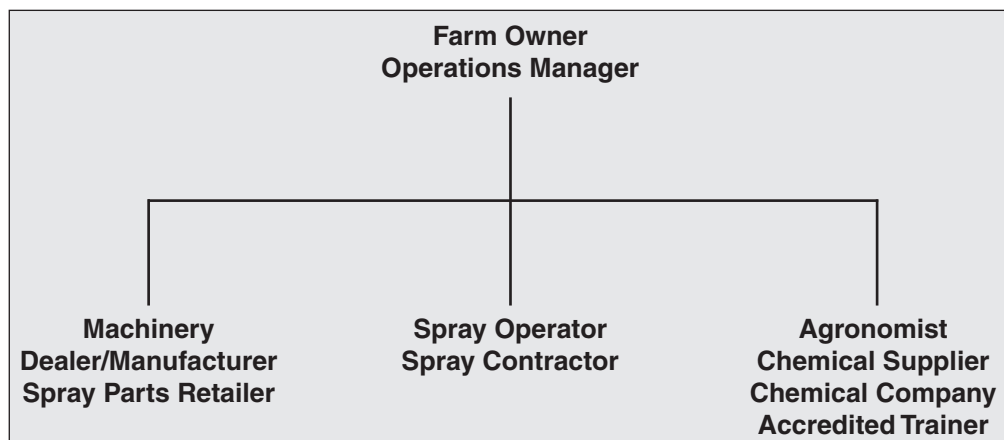 Farm Owner
Operations Manager
Machinery
Dealer/Manufacturer
Spray Parts Retailer
Spray Operator
Spray Contractor
Agronomist
Chemical Supplier
Chemical Company
Accredited Trainer